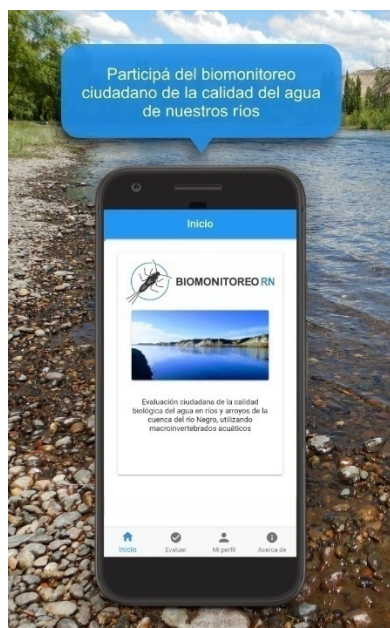 Participá del biomonitoreo
ciudadano de la calidad del agua
de nuestros ríos
Inicio
BIOMONITOREO RN
Evaluación ciudadana de la calidad
biológica del agua en ríos y arroyos de la
cuenca del río Negro, utilizando
macroinvertebrados acuáticos
Inicio
Evaluar
Mi perfil
Acerca de